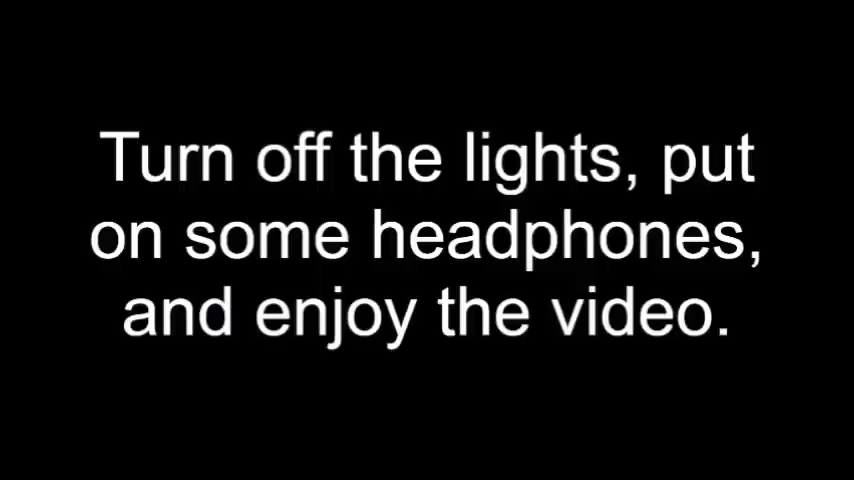 Turn off the lights, put
on some headphones,
and enjoy the video.